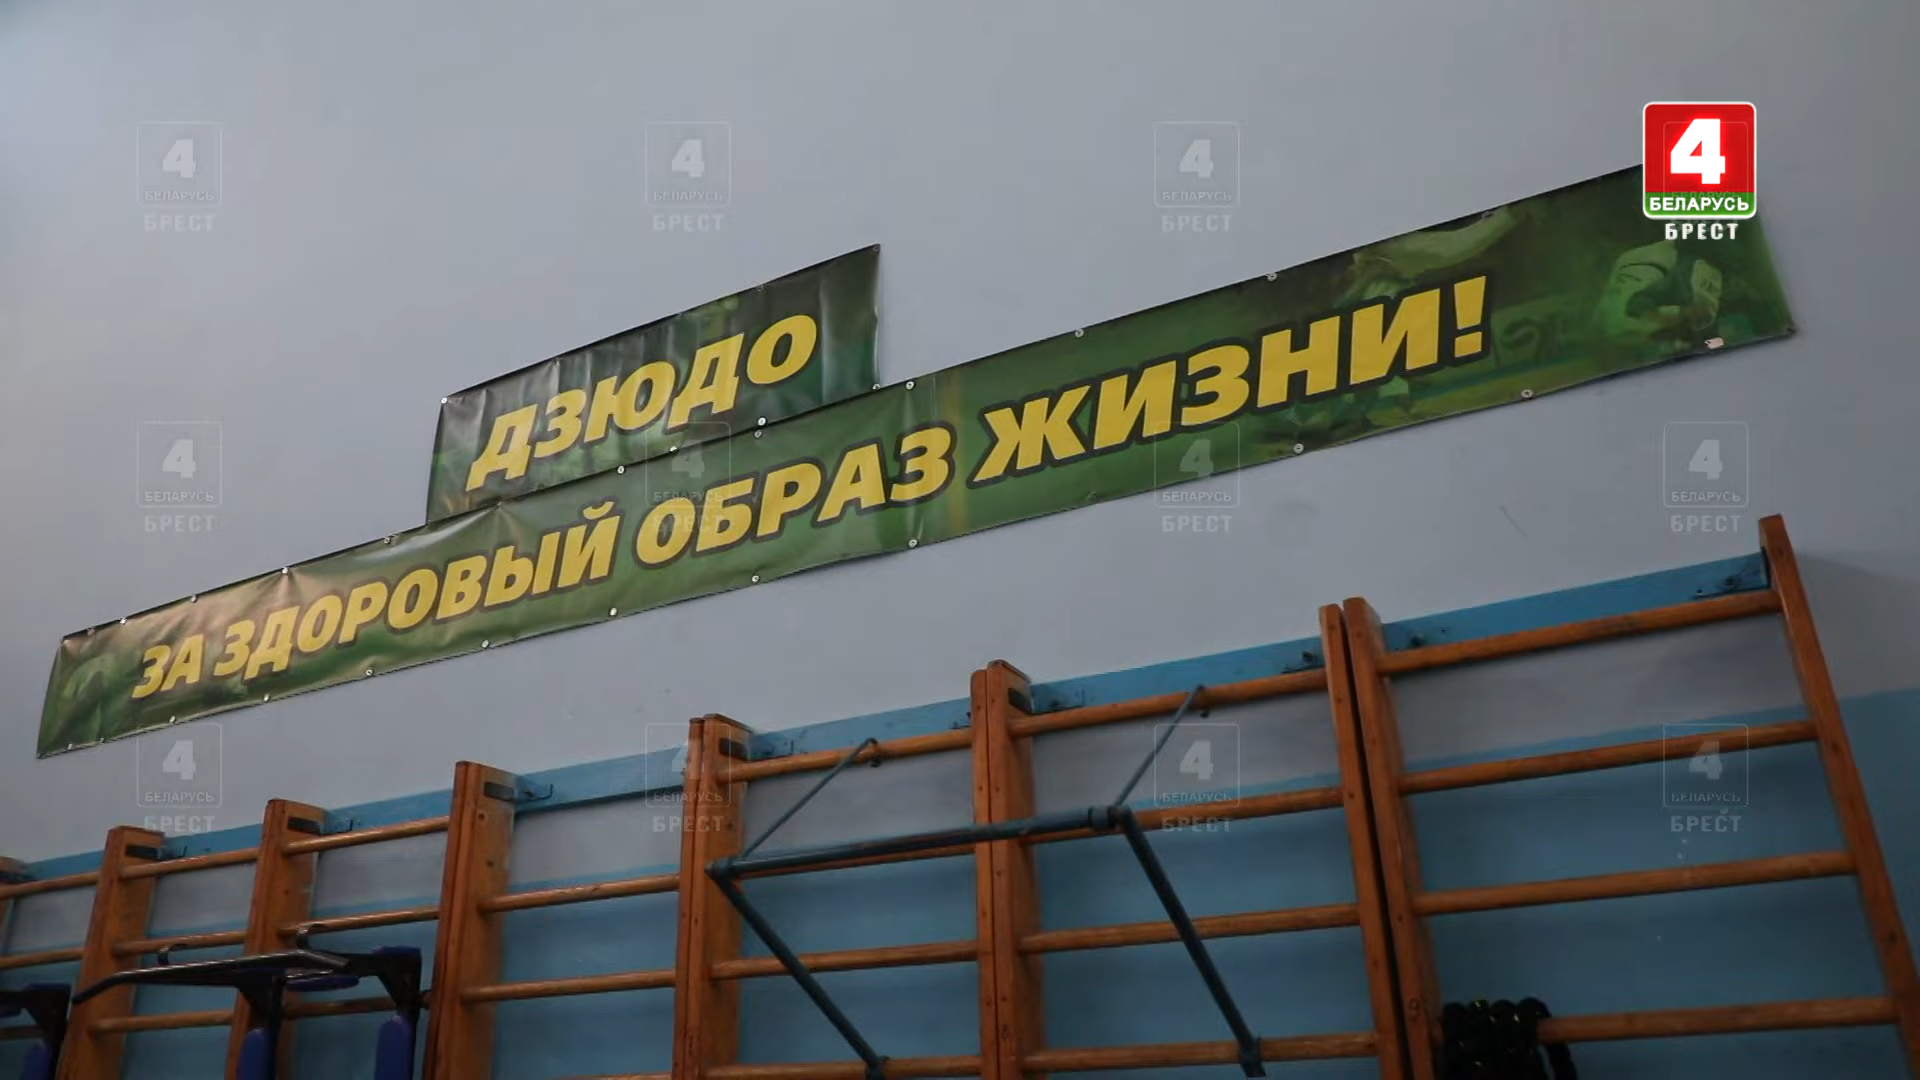 4
БЕЛАРУСЬ
БРЕСТ
ДЗЮДО
ЗА ЗДОРОВЫЙ ОБРАЗ ЖИЗНИ!